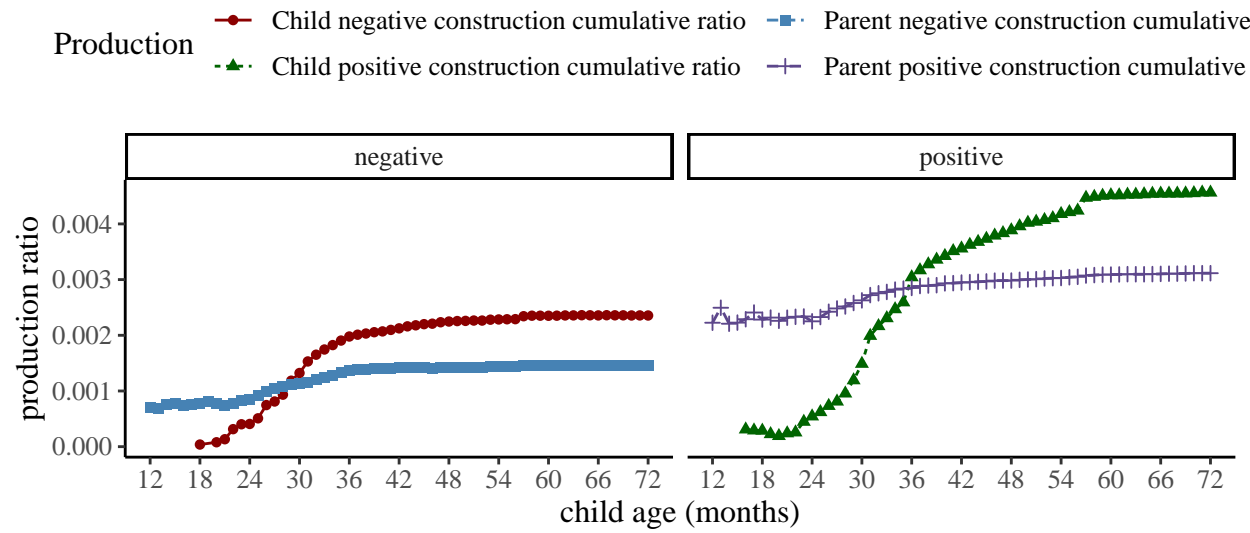 Production
Child negative construction cumulative ratio
Parent negative construction cumulative
Child positive construction cumulative ratio
Parent positive construction cumulative
negative
positive
production ratio
0.004
0.003
0.002
0.001
0.000
12 18 24 30 36 42 48 54 60 66 72
12 18 24 30 36 42 48 54 60 66 72
child age (months)